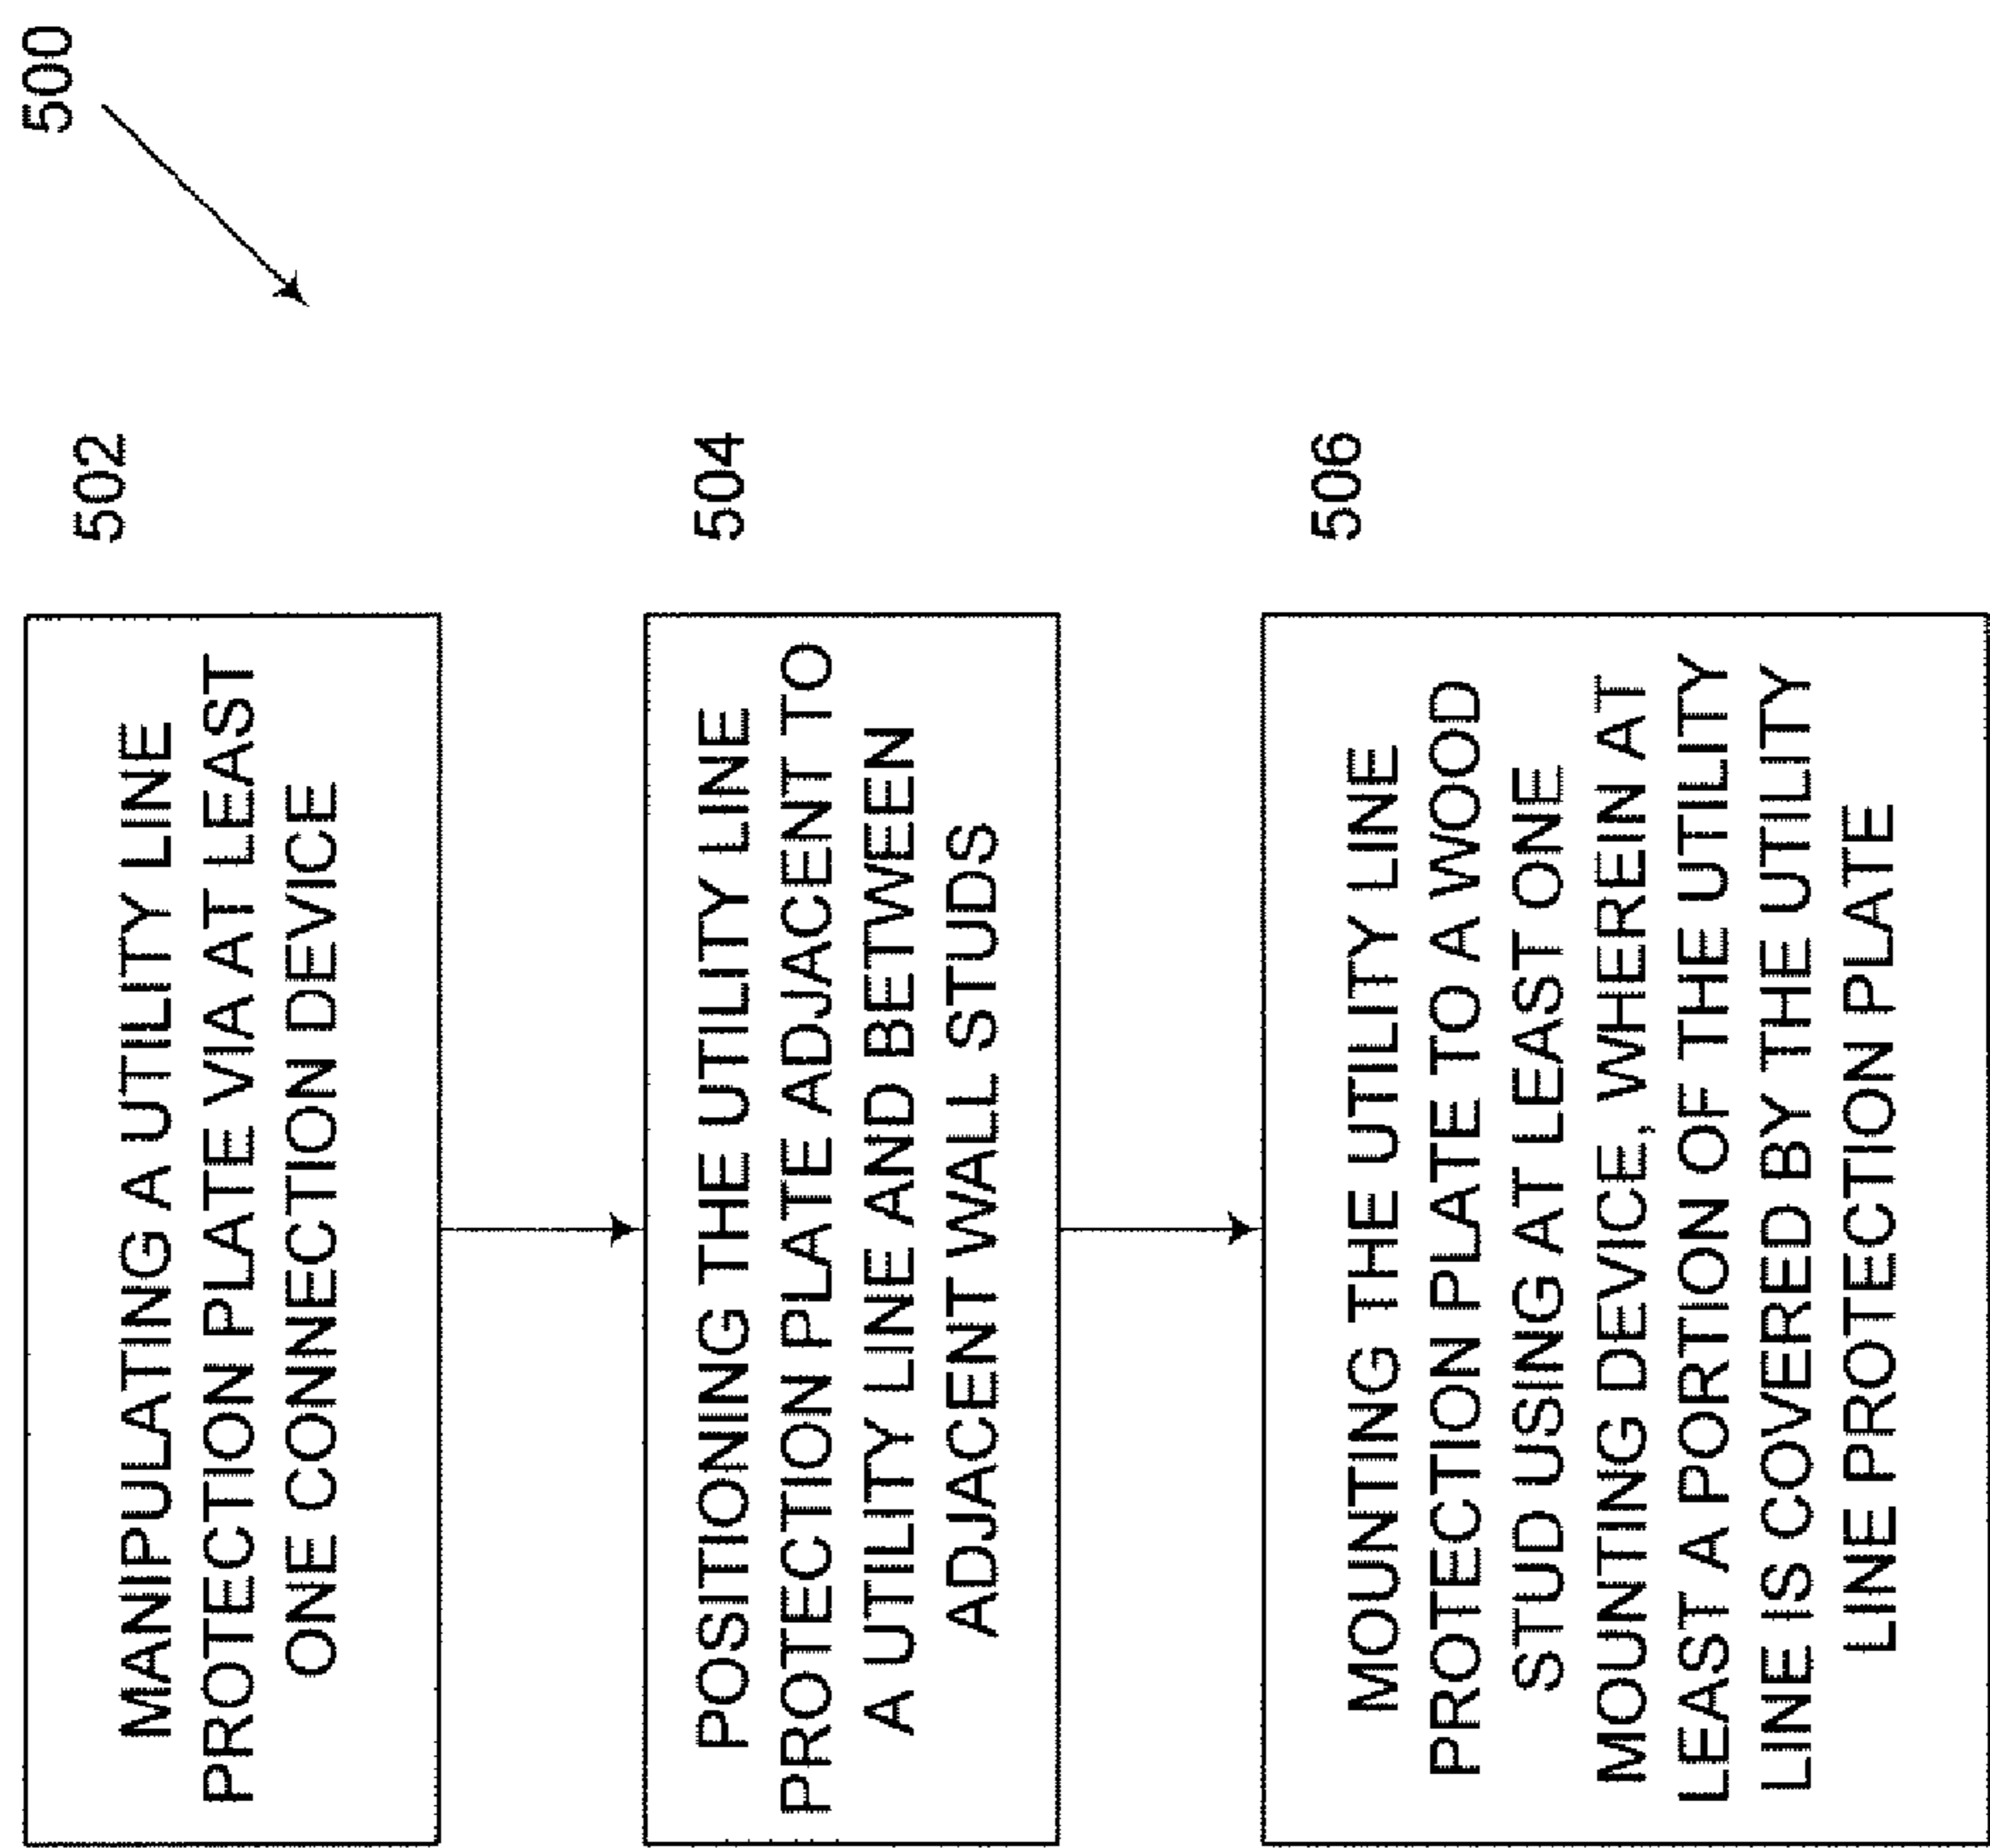 500
502
MANIPULATING A UTILITY LINE
PROTECTION PLATE VIA AT LEAST
ONE CONNECTION DEVICE
504
POSITIONING THE UTILITY LINE
PROTECTION PLATE ADJACENT TO
A UTILITY LINE AND BETWEEN
ADJACENT WALL STUDS
506
MOUNTING THE UTILITY LINE
PROTECTION PLATE TO A WOOD
STUD USING AT LEAST ONE
MOUNTING DEVICE, WHEREIN AT
LEAST A PORTION OF THE UTILITY
LINE IS COVERED BY THE UTILITY
LINE PROTECTION PLATE